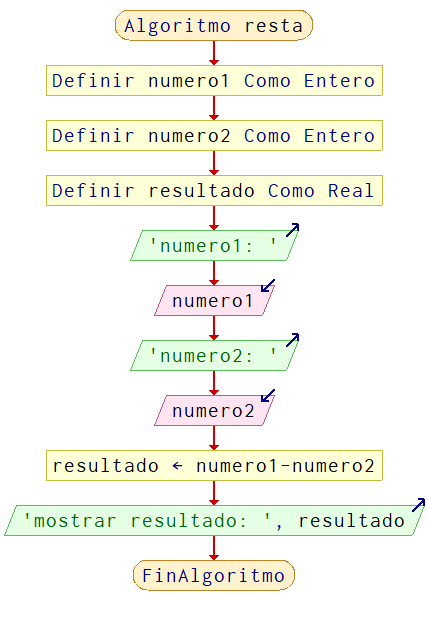 Algoritmo resta
Definir numero1 Como Entero
Definir numero2 Como Entero
Definir resultado Como Real
'numero1: '
numero1
'numero2: '
numero2
resultado ← numero1-numero2
'mostrar resultado: ', resultado
FinAlgoritmo